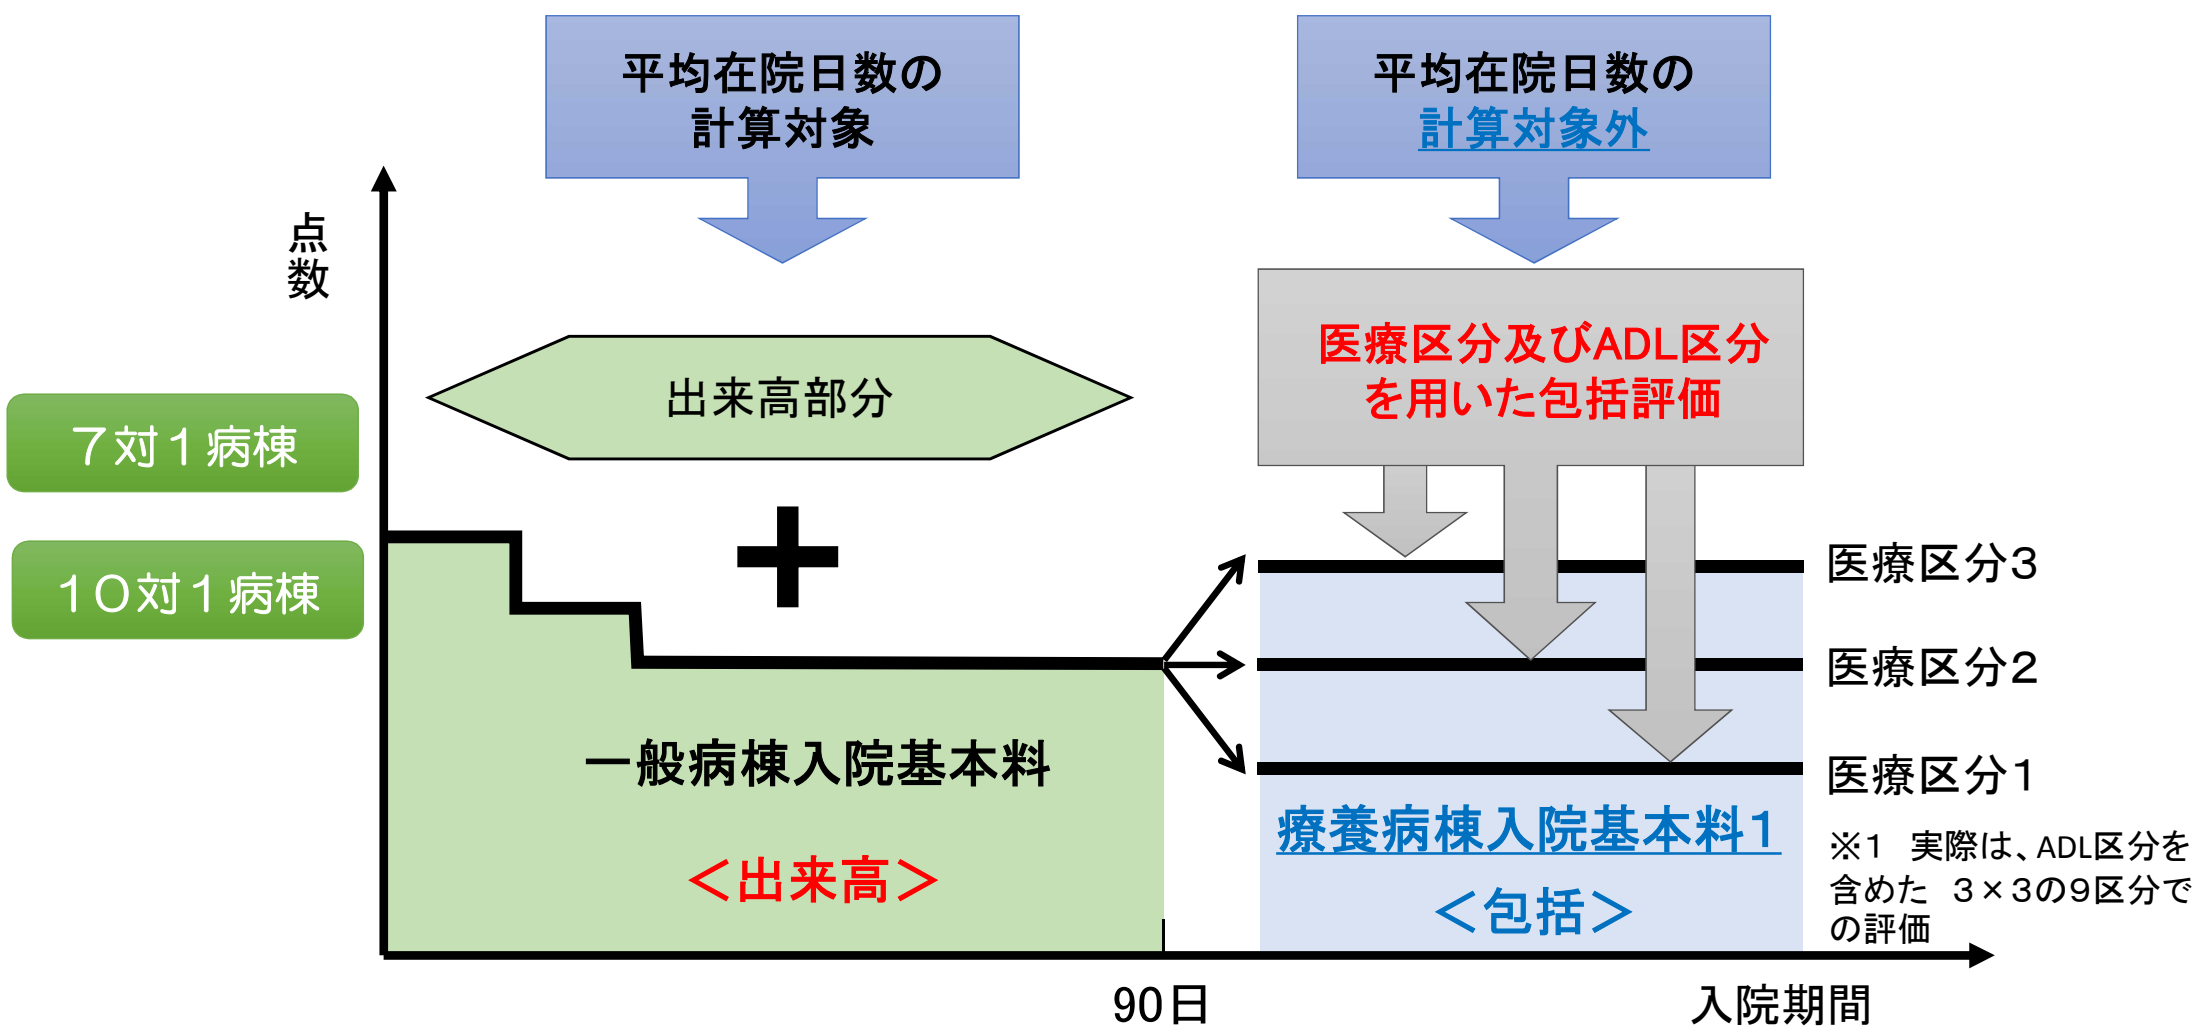 平均在院日数の
計算対象
平均在院日数の
計算対象外
点数
医療区分及びADL区分
を用いた包括評価
出来高部分
７対１病棟
１０対１病棟
医療区分3
医療区分2
医療区分1
一般病棟入院基本料
＜出来高＞
療養病棟入院基本料1
＜包括＞
※1　実際は、ADL区分を
含めた　3×3の9区分で
の評価
90日
入院期間